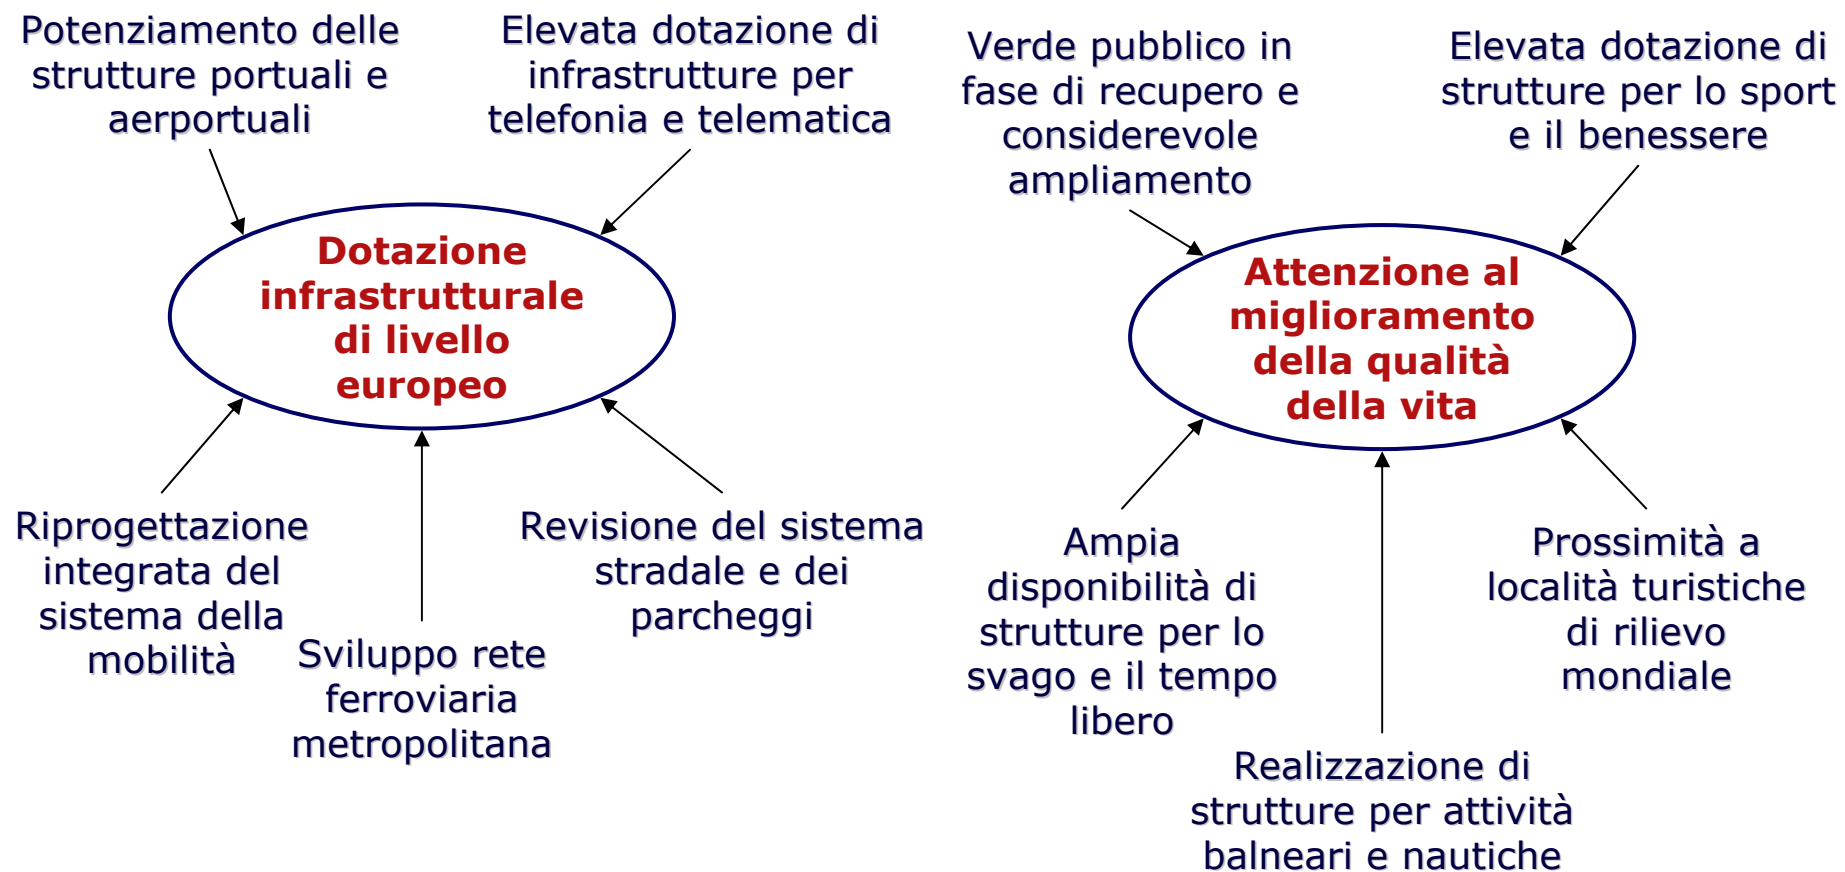 Potenziamento delle
strutture portuali e
aerportuali
Elevata dotazione di
infrastrutture per
telefonia e telematica
Dotazione
infrastrutturale
di livello
europeo
Riprogettazione
integrata del
sistema della
mobilità
Sviluppo rete
ferroviaria
metropolitana
Revisione del sistema
stradale e dei
parcheggi
Verde pubblico in
fase di recupero e
considerevole
ampliamento
Elevata dotazione di
strutture per lo sport
e il benessere
Attenzione al
miglioramento
della qualità
della vita
Ampia
disponibilità di
strutture per lo
svago e il tempo
libero
Realizzazione di
strutture per attività
balneari e nautiche
Prossimità a
località turistiche
di rilievo
mondiale